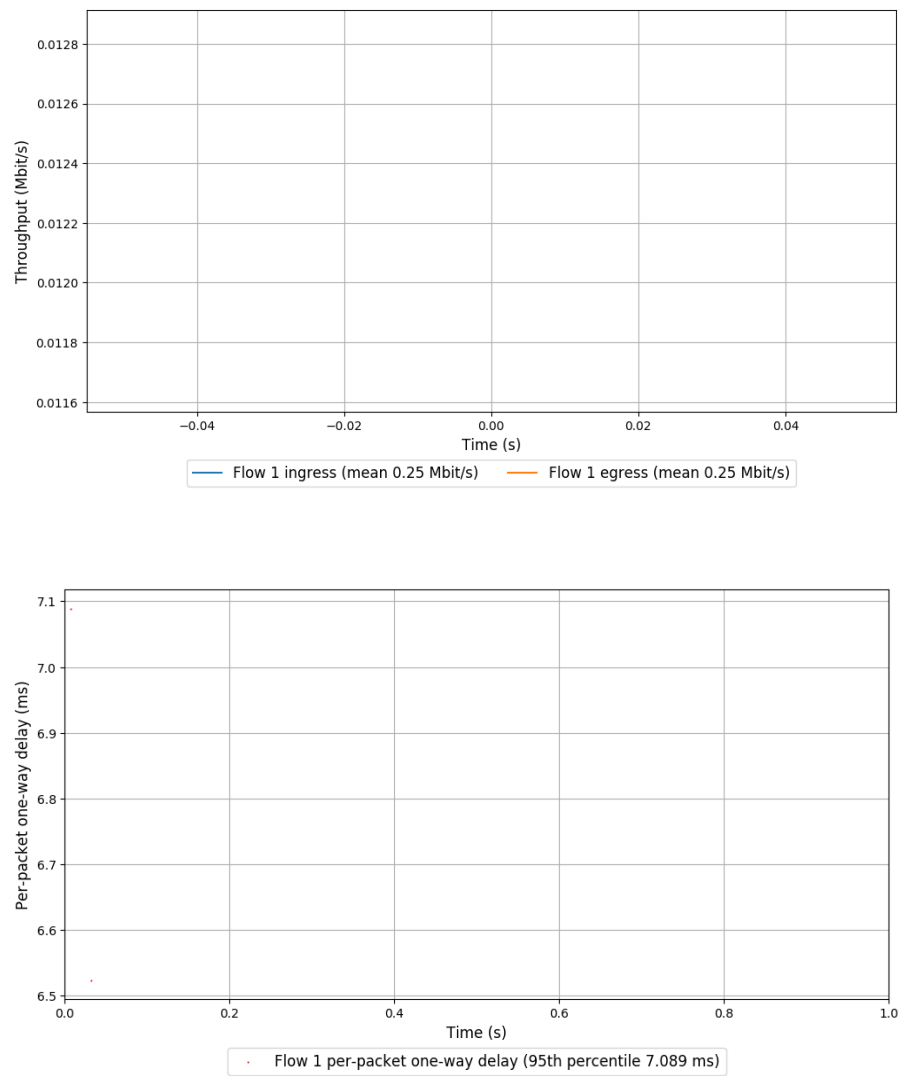 0.0128
0.0126
0.0124
0.0122
0.0120
0.0118
0.0116
Throughput (Mbit/s)
−0.04 −0.02 0.00 0.02 0.04
Time (s)
Flow 1 ingress (mean 0.25 Mbit/s) Flow 1 egress (mean 0.25 Mbit/s)
7.1
7.0
6.9
6.8
6.7
6.6
6.5
Per-packet one-way delay (ms)
0.0 0.2 0.4 0.6 0.8 1.0
Time (s)
Flow 1 per-packet one-way delay (95th percentile 7.089 ms)